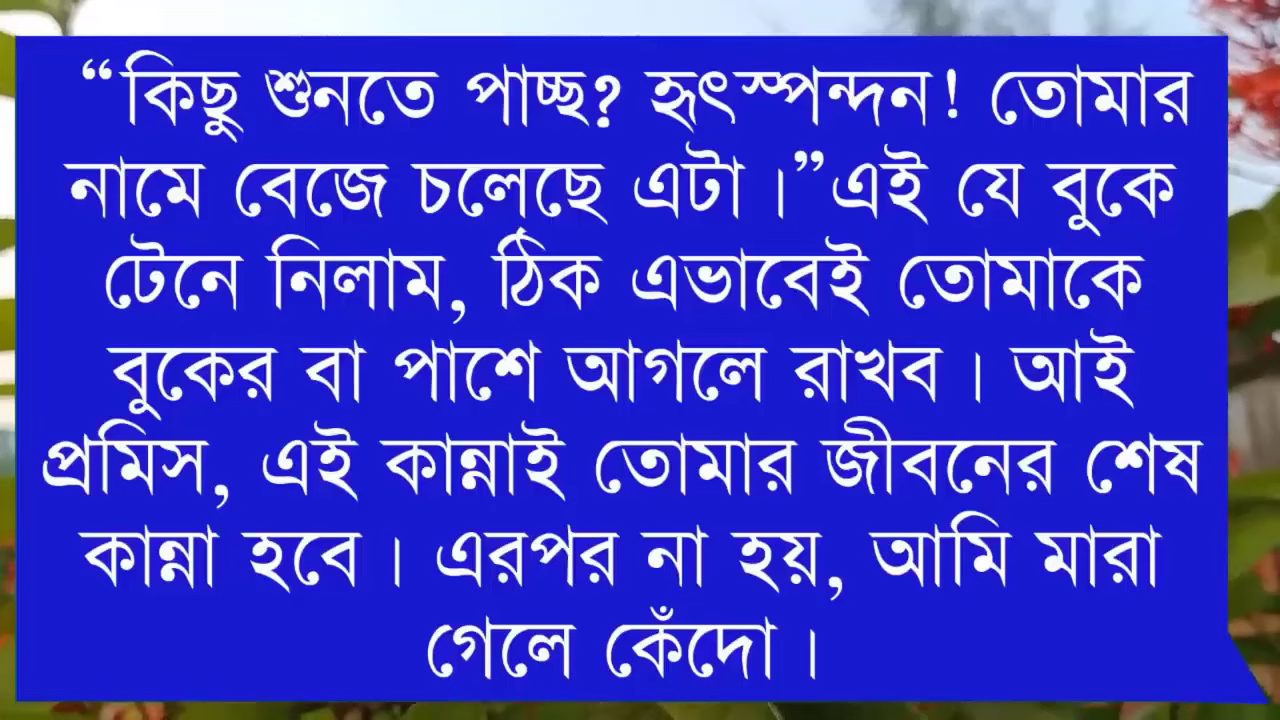 “কিছু শুনতে পাচ্ছ? হৃৎস্পন্দন! তোমার
নামে বেজে চলেছে এটা।”এই যে বুকে
টেনে নিলাম, ঠিক এভাবেই তোমাকে
বুকের বা পাশে আগলে রাখব। আই
প্রমিস, এই কান্নাই তোমার জীবনের শেষ
কান্না হবে। এরপর না হয়, আমি মারা
গেলে কেঁদো।